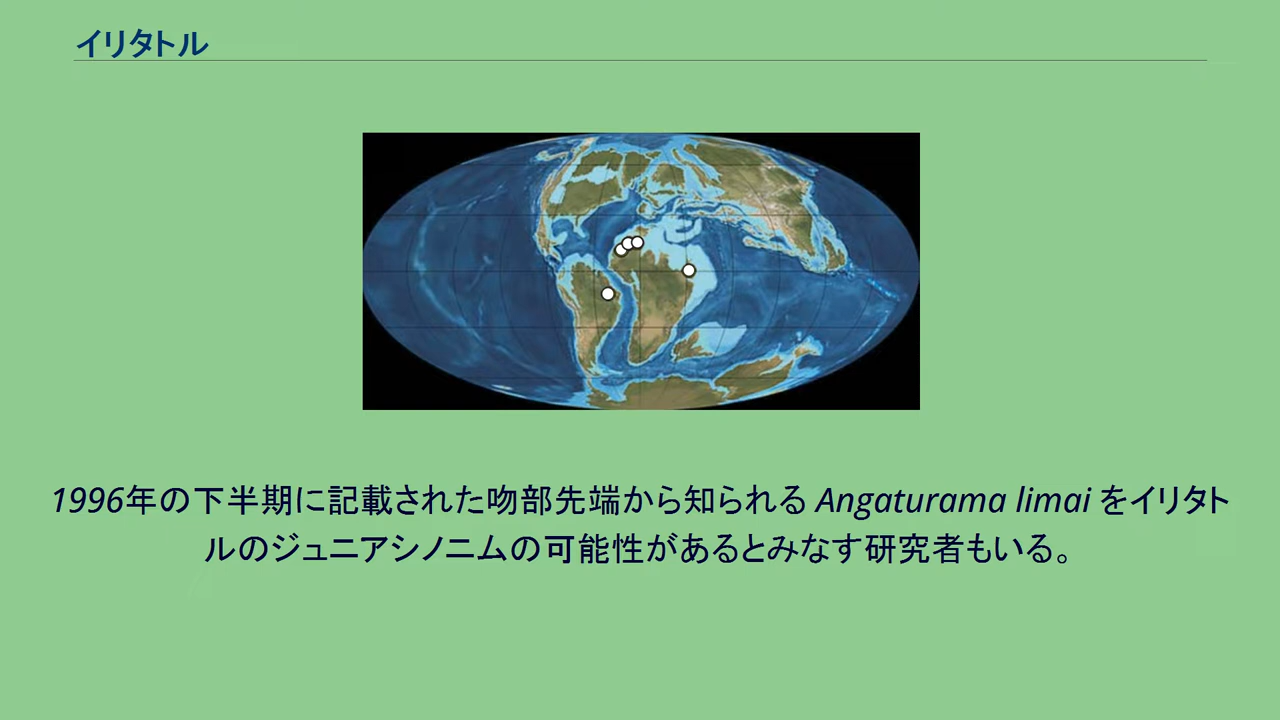 イリタトル
1996年の下半期に記載された吻部先端から知られる Angaturama limai をイリタト
ルのジュニアシノニムの可能性があるとみなす研究者もいる。